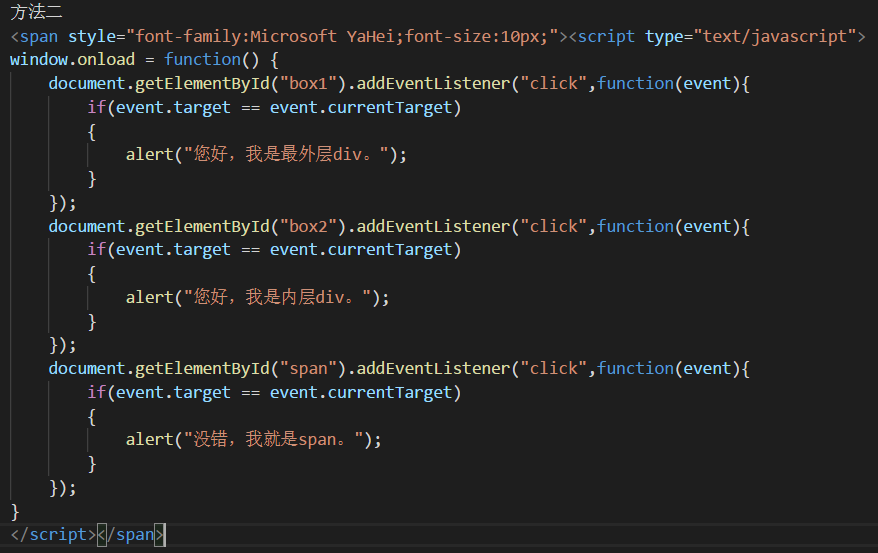 方法二
<span style="font-family:Microsoft YaHei;font-size:10px;"><script type="text/javascript">
window.onload = function() {
    document.getElementById("box1").addEventListener("click",function(event){
        if(event.target == event.currentTarget)
        {
            alert("您好，我是最外层div。");
        }
    });
    document.getElementById("box2").addEventListener("click",function(event){
        if(event.target == event.currentTarget)
        {
            alert("您好，我是内层div。");
        }
    });
    document.getElementById("span").addEventListener("click",function(event){
        if(event.target == event.currentTarget)
        {
            alert("没错，我就是span。");
        }
    });
}
</script></span>